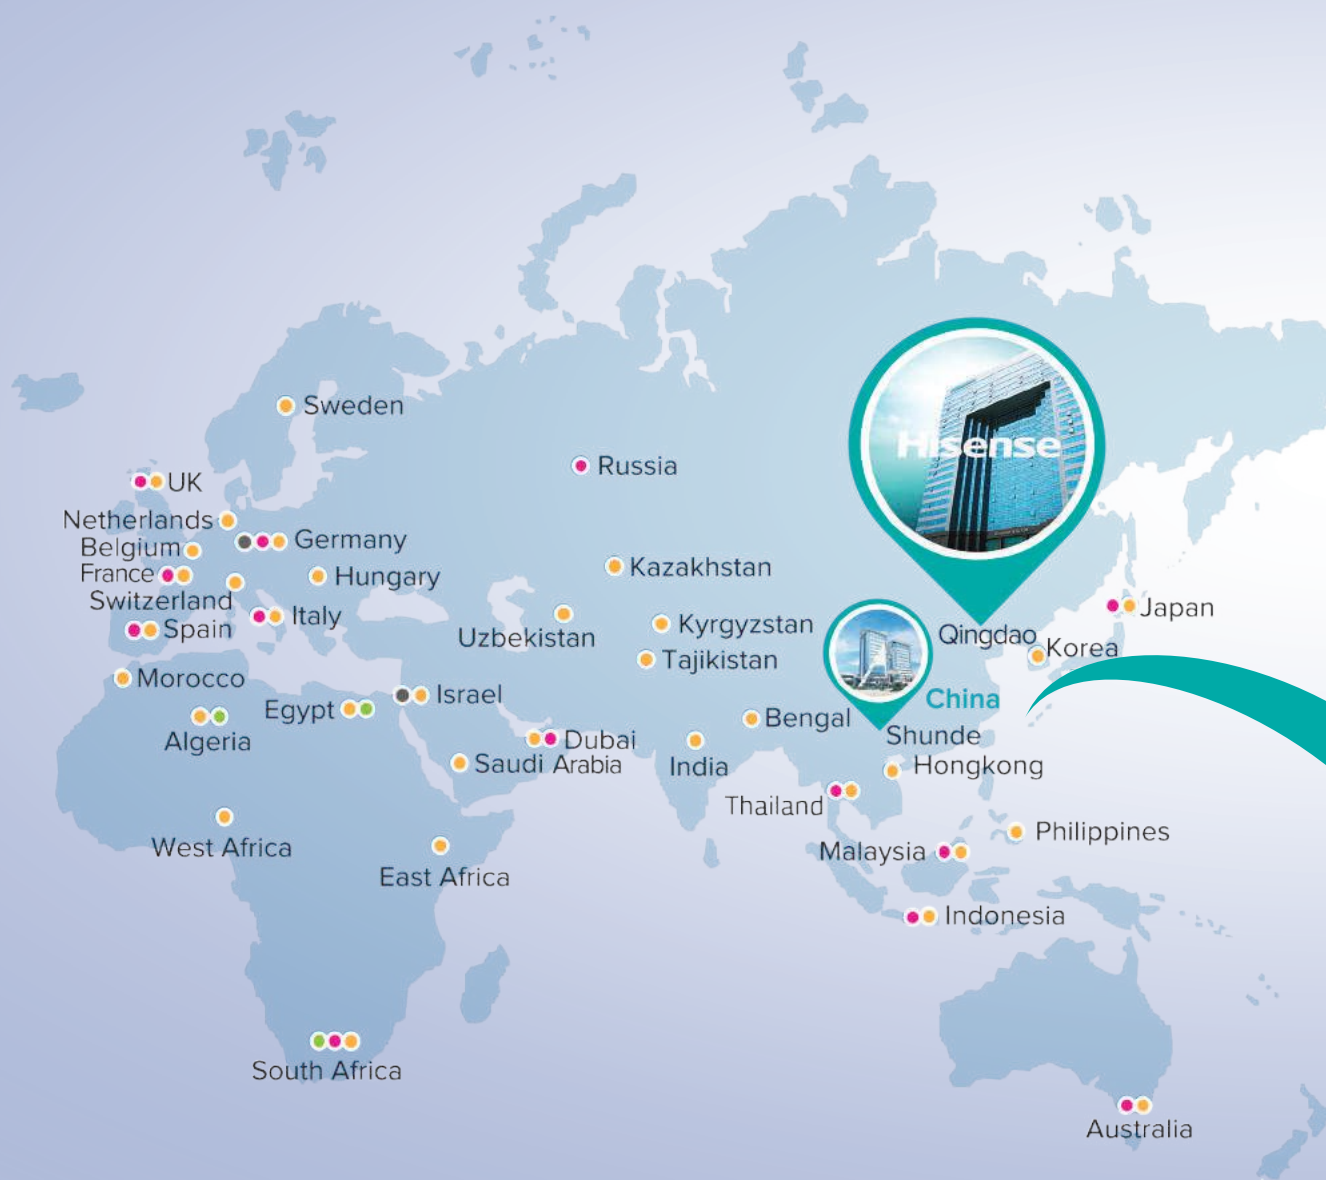 Sweden
Hisense
Russia
UK
Netherlands
Germany
Belgium
Kazakhstan
France
Hungary
Switzerland
Japan
Italy
Kyrgyzstan
Spain
Uzbekistan
Qingdao
Korea
Tajikistan
Morocco
Israel
China
Egypt
Bengal
Shunde
Algeria
Dubai
Saudi Arabia
India
Hongkong
Thailand
Philippines
West Africa
Malaysia
East Africa
Indonesia
South Africa
Australia